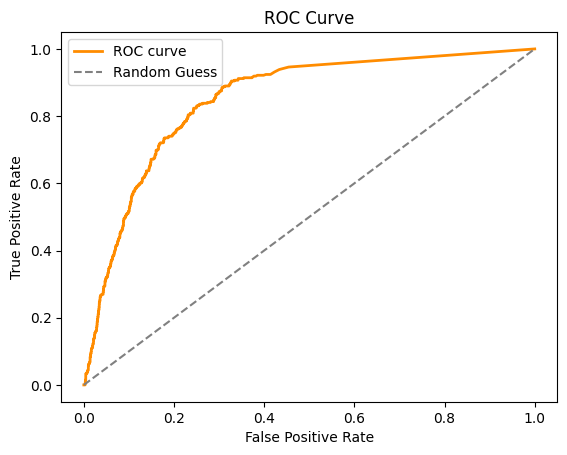 ROC Curve
ROC curve
Random Guess
1.0
0.8
0.6
0.4
0.2
0.0
True Positive Rate
0.0 0.2 0.4 0.6 0.8 1.0
False Positive Rate